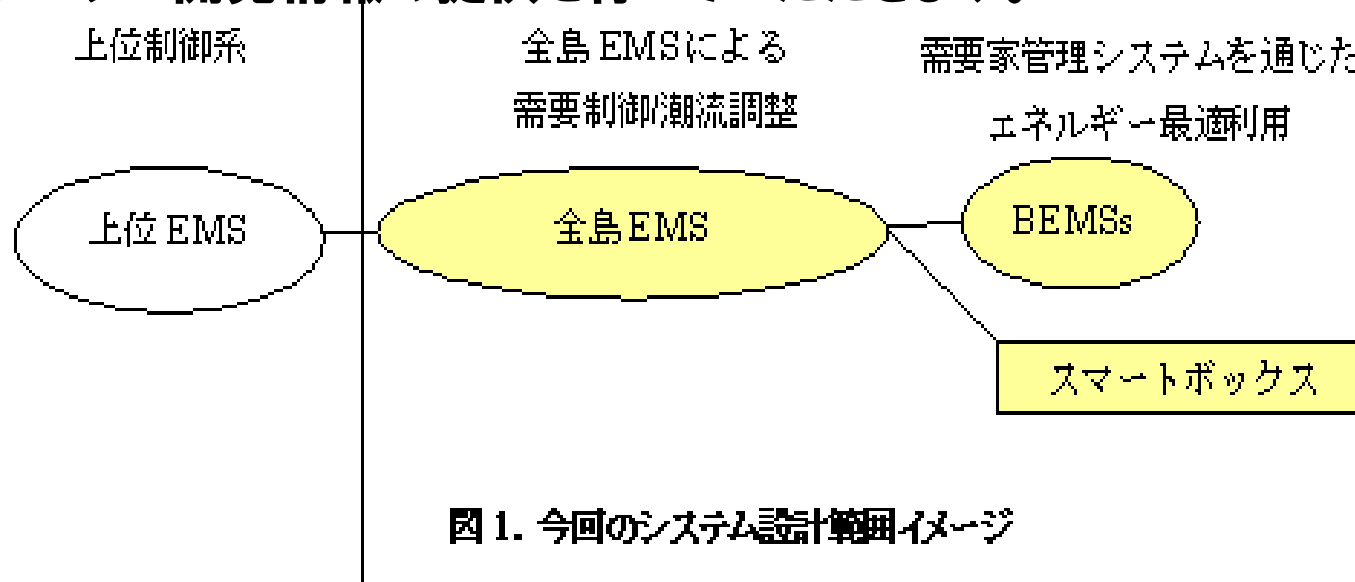 上位制御系
全島EMSによる
需要制御/潮流調整
需要家管理システムを通じた
エネルギー最適利用
上位EMS
全島EMS
BEMSs
スマートボックス
図1. 今回のシステム設計範囲イメージ